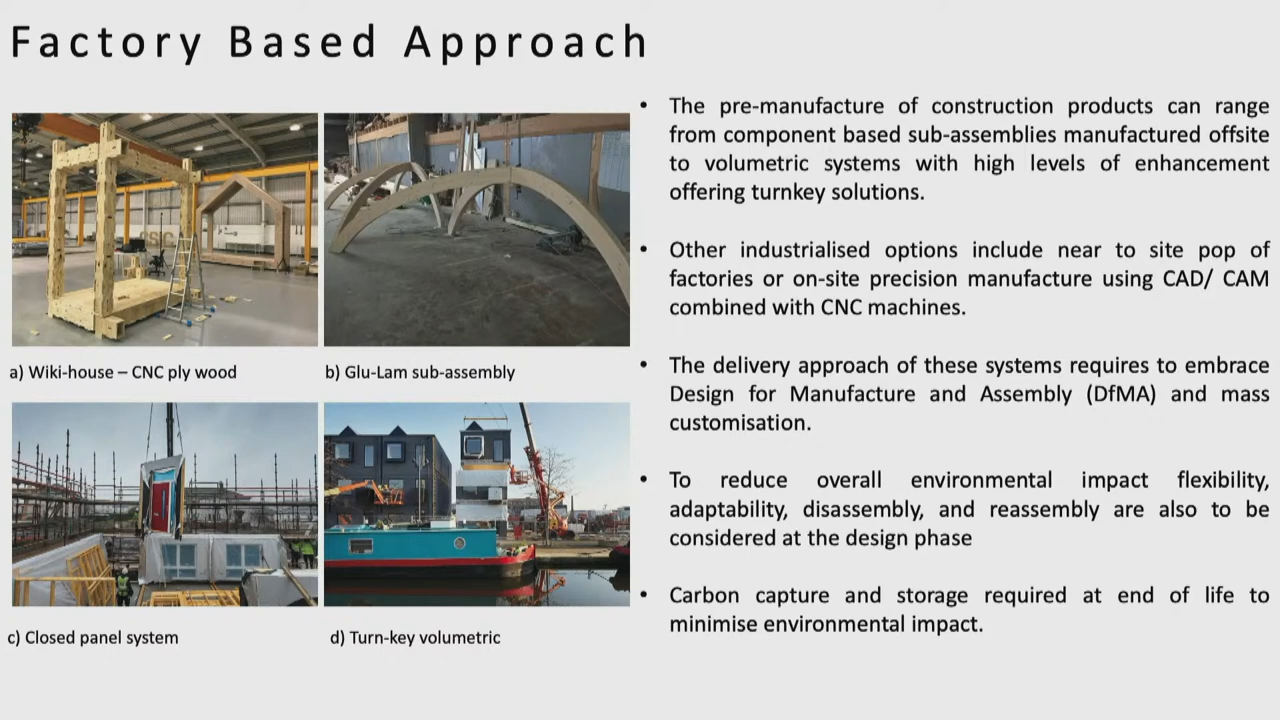 Factory Based Approach
a) Wiki-house – CNC ply wood
b) Glu-Lam sub-assembly
c) Closed panel system
d) Turn-key volumetric
• The pre-manufacture of construction products can range
from component based sub-assemblies manufactured offsite
to volumetric systems with high levels of enhancement
offering turnkey solutions.
• Other industrialised options include near to site pop of
factories or on-site precision manufacture using CAD/ CAM
combined with CNC machines.
• The delivery approach of these systems requires to embrace
Design for Manufacture and Assembly (DfMA) and mass
customisation.
• To reduce overall environmental impact flexibility,
adaptability, disassembly, and reassembly are also to be
considered at the design phase
• Carbon capture and storage required at end of life to
minimise environmental impact.